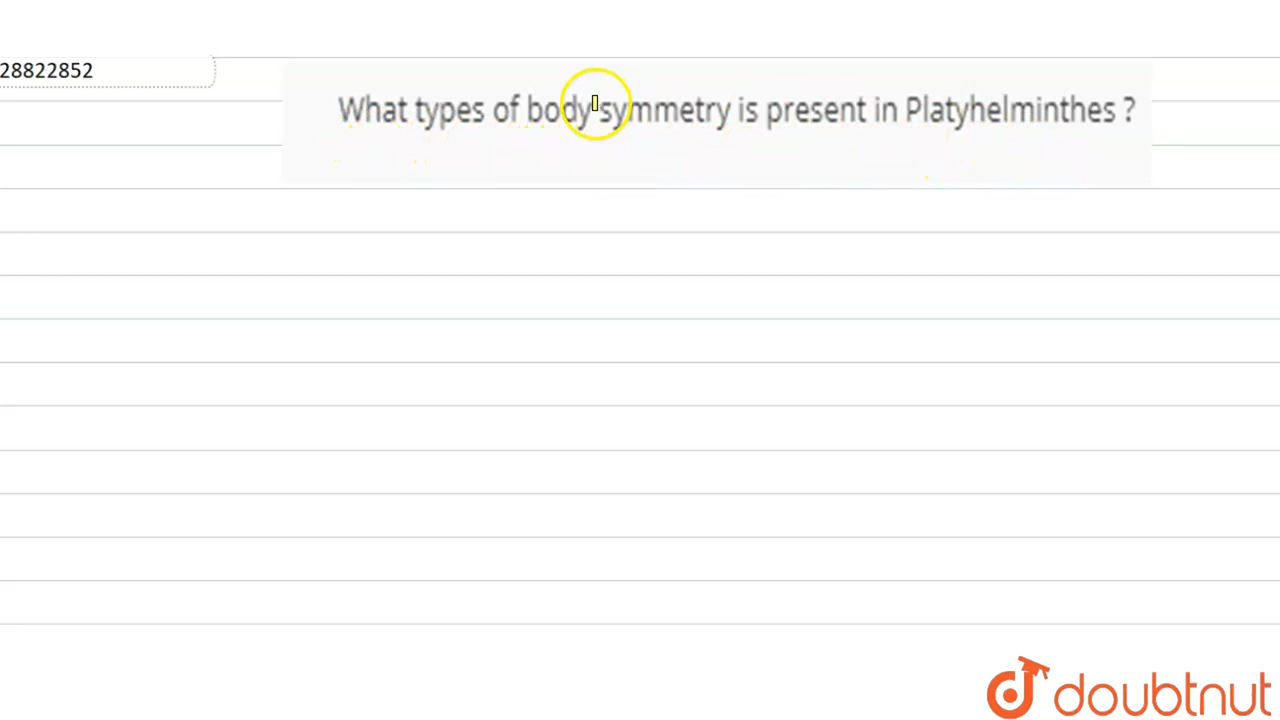 28822852
What types of body symmetry is present in Platyhelminthes ?
doubtnut